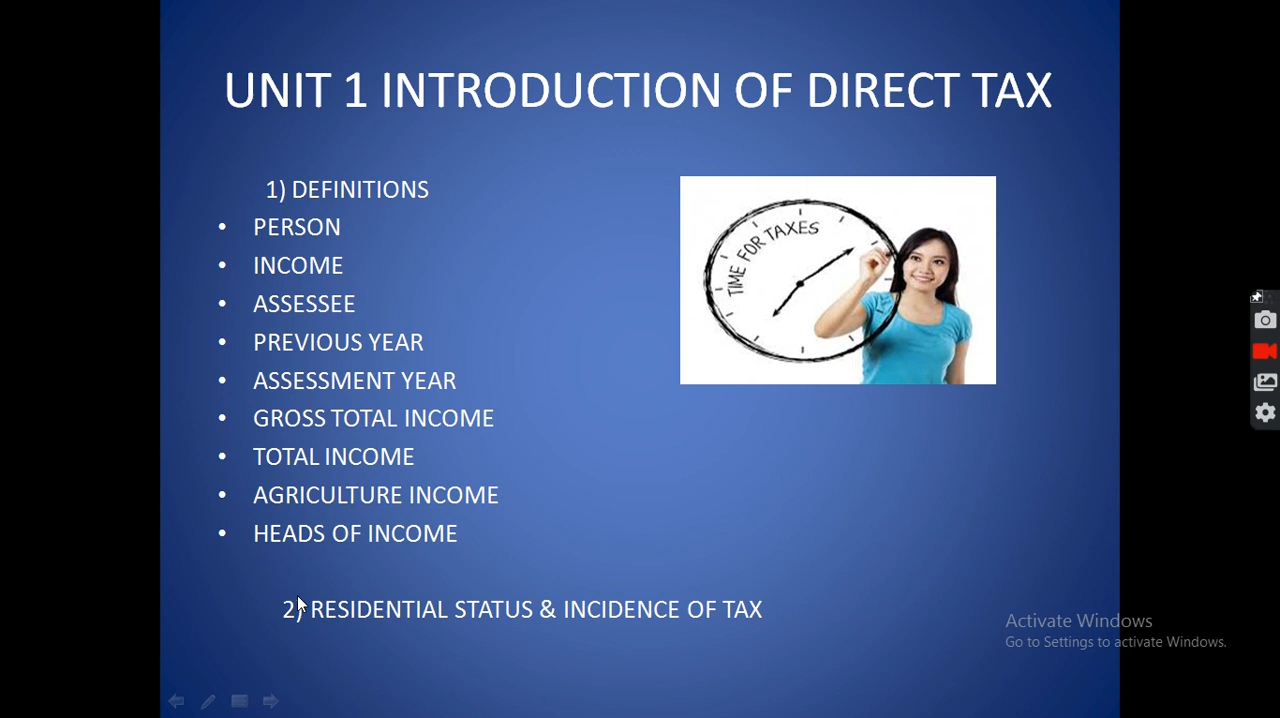 UNIT 1 INTRODUCTION OF DIRECT TAX
1) DEFINITIONS
• PERSON
• INCOME
• ASSESSEE
• PREVIOUS YEAR
• ASSESSMENT YEAR
• GROSS TOTAL INCOME
• TOTAL INCOME
• AGRICULTURE INCOME
• HEADS OF INCOME
2) RESIDENTIAL STATUS & INCIDENCE OF TAX
TIME FOR TAXES
Activate Windows
Go to Settings to activate Windows.